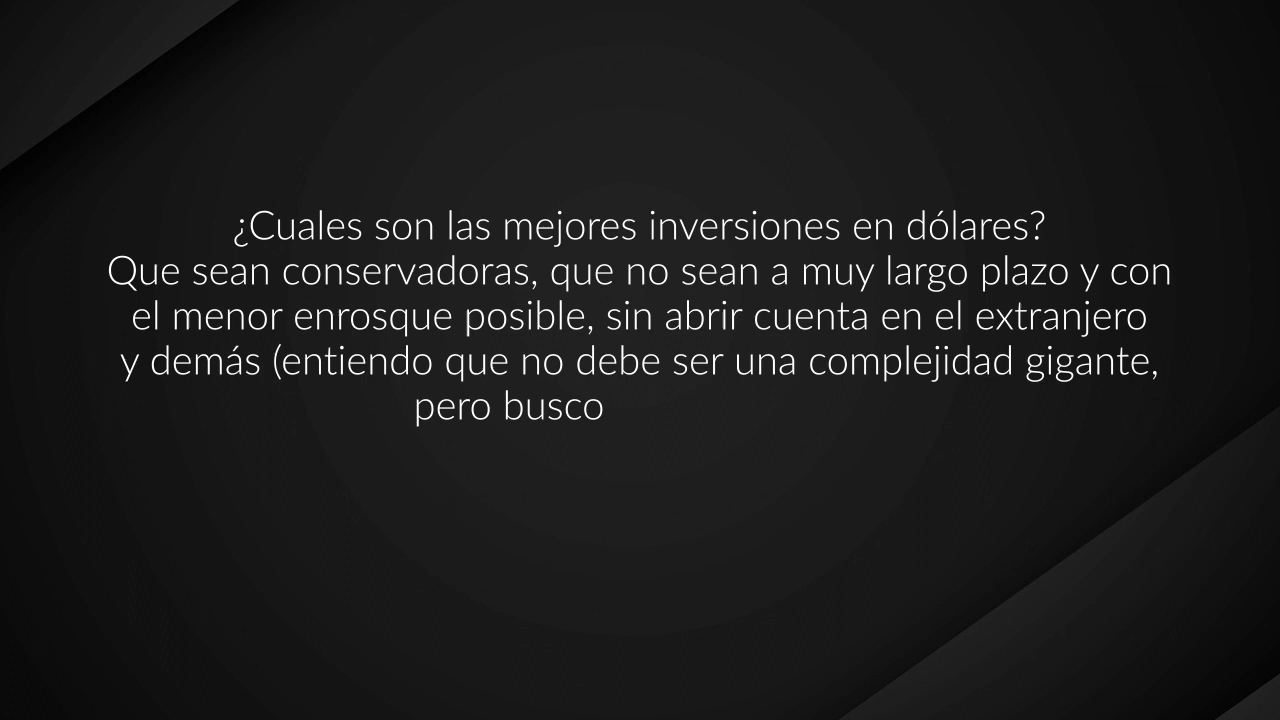 ¿Cuales son las mejores inversiones en dólares?
Que sean conservadoras, que no sean a muy largo plazo y con
el menor enrosque posible, sin abrir cuenta en el extranjero
y demás (entiendo que no debe ser una complejidad gigante,
pero busco